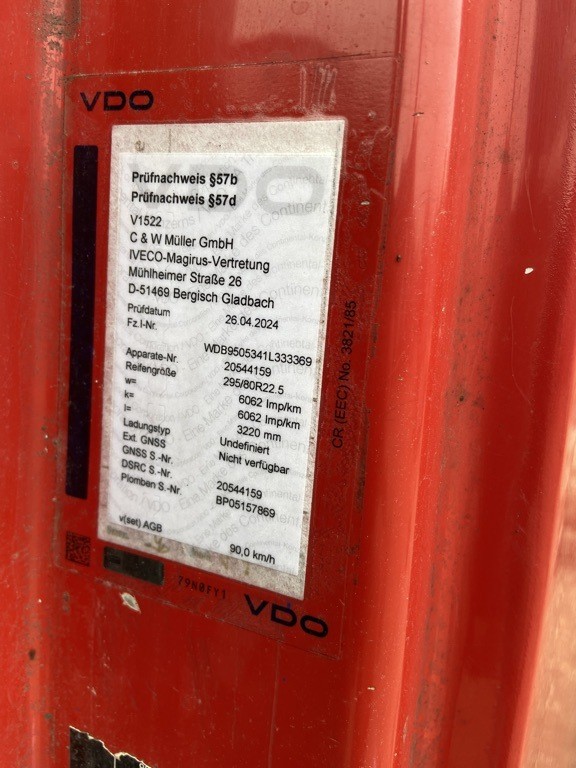 VDO
Prüfnachweis §57b
Prüfnachweis §57d
V1522
C & W Müller GmbH
IVECO-Magirus-Vertretung
Mühlheimer Straße 26
D-51469 Bergisch Gladbach
Prüfdatum 26.04.2024
Fz.I-Nr. WDB9505341L333369
Apparate-Nr. 20544159
Reifengröße 295/80R22.5
w= 6062 Imp/km
k= 6062 Imp/km
l= 3220 mm
Ladungstyp Undefiniert
Ext. GNSS Nicht verfügbar
GNSS S.-Nr.
DSRC S.-Nr. 20544159
Plomben S.-Nr. BP05157869
v(set) AGB 90,0 km/h
CR (EEC) No. 3821/85
79N0FY1
VDO